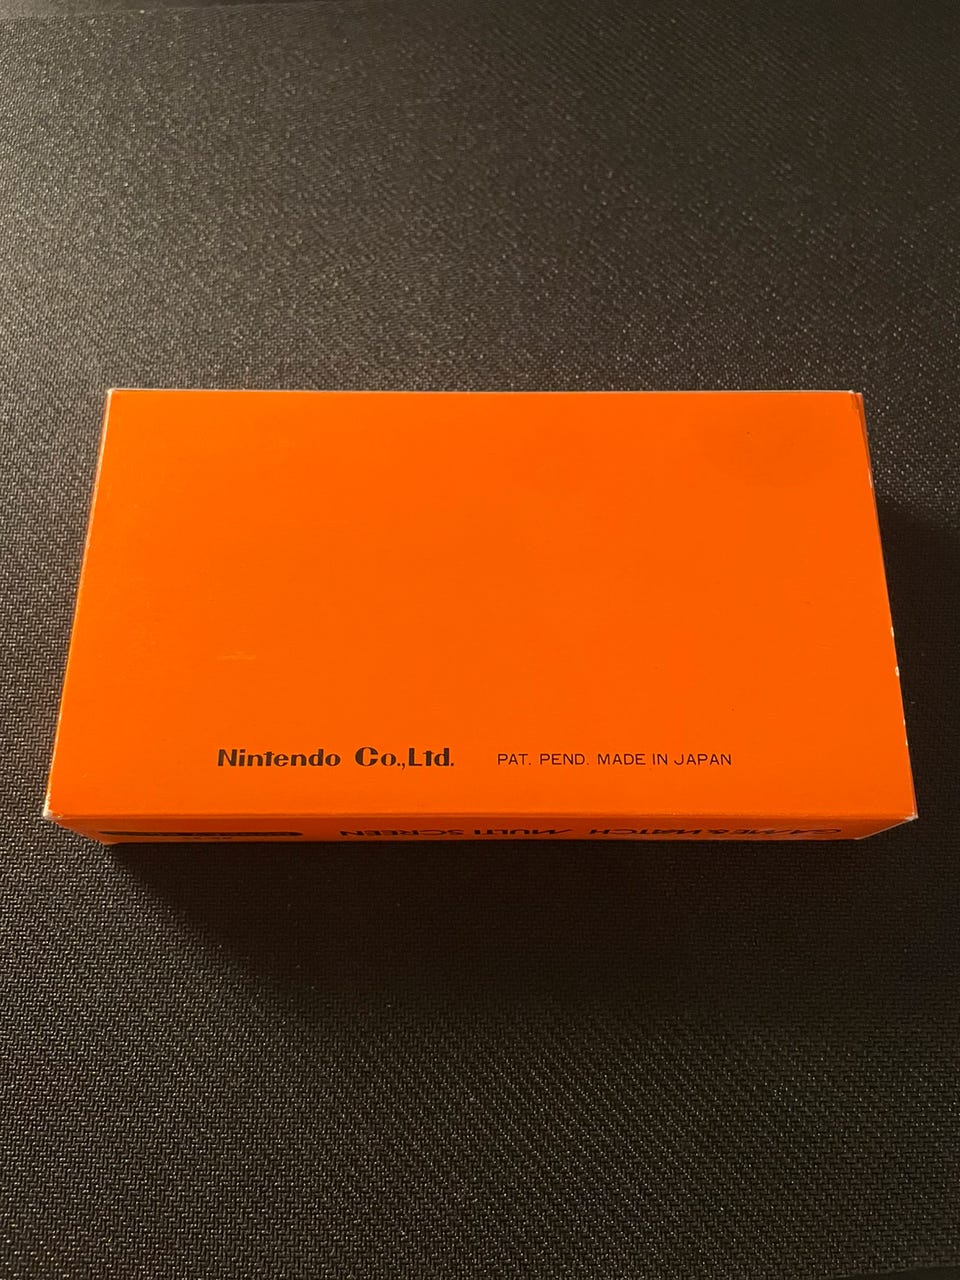 Nintendo Co.,Ltd. PAT. PEND. MADE IN JAPAN
GAME & WATCH MULTI SCREEN